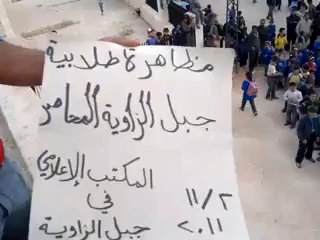 مظاهرة طلابية
جبل الزاوية المحاصر
المكتب الإعلامي
في
جبل الزاوية
١١/٢
٢٠١١